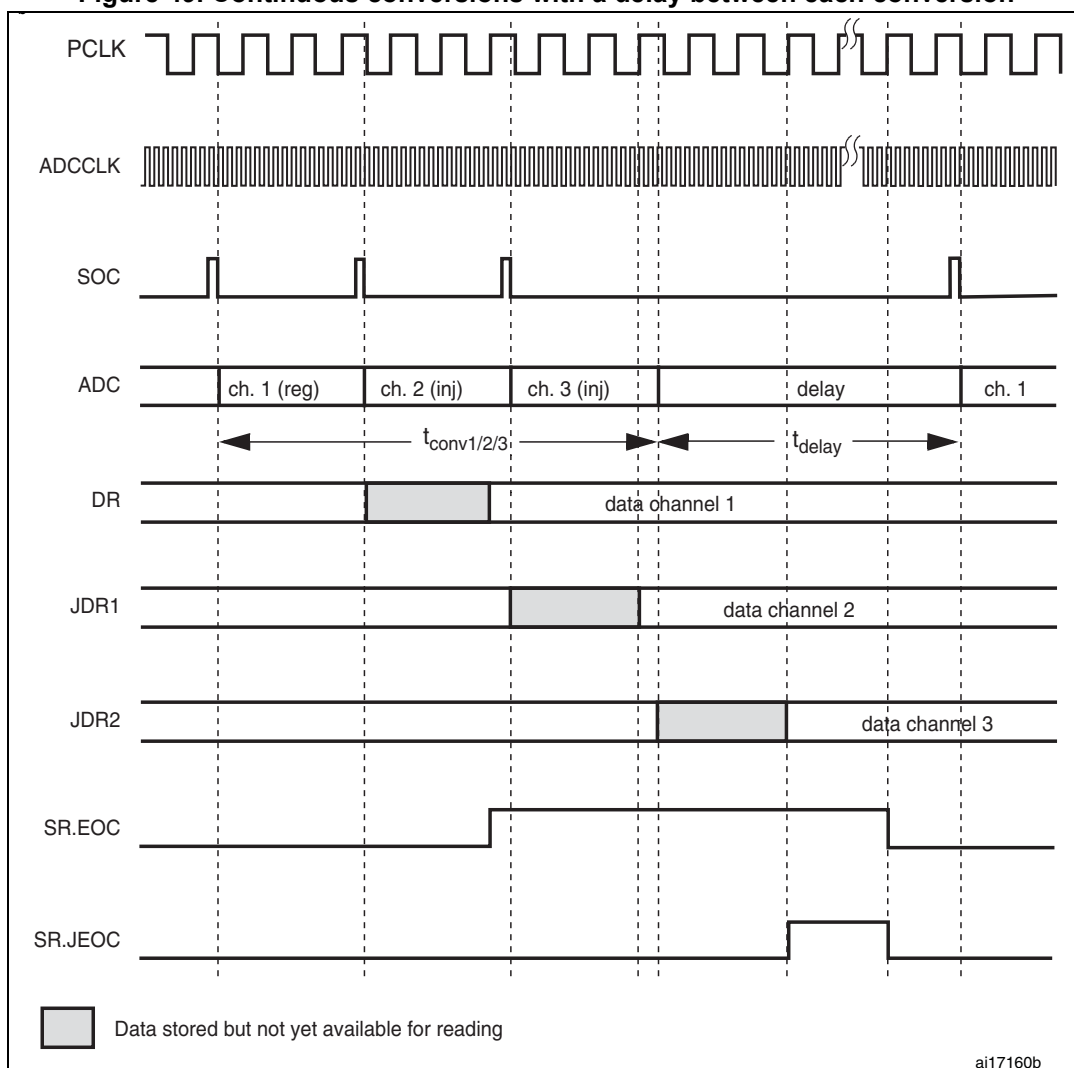 Figure 45. Continuous conversions with a delay between each conversion
PCLK
ADCCLK
SOC
ADC
ch. 1 (reg)
ch. 2 (inj)
ch. 3 (inj)
delay
ch. 1
tconv1/2/3
tdelay
DR
data channel 1
JDR1
data channel 2
JDR2
data channel 3
SR.EOC
SR.JEOC
Data stored but not yet available for reading
ai17160b